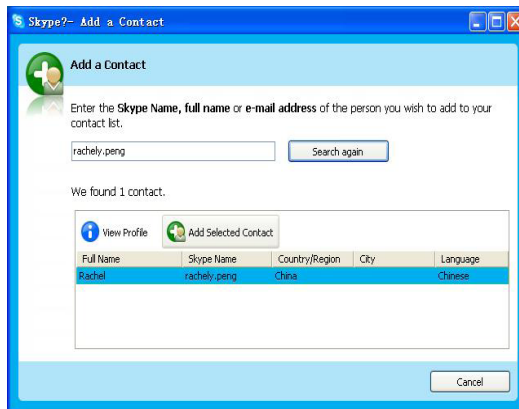 Skype?- Add a Contact
Add a Contact
Enter the Skype Name, full name or e-mail address of the person you wish to add to your
contact list.
rachely.peng Search again
We found 1 contact.
View Profile Add Selected Contact
Full Name Skype Name Country/Region City Language
Rachel rachely.peng China Chinese
Cancel